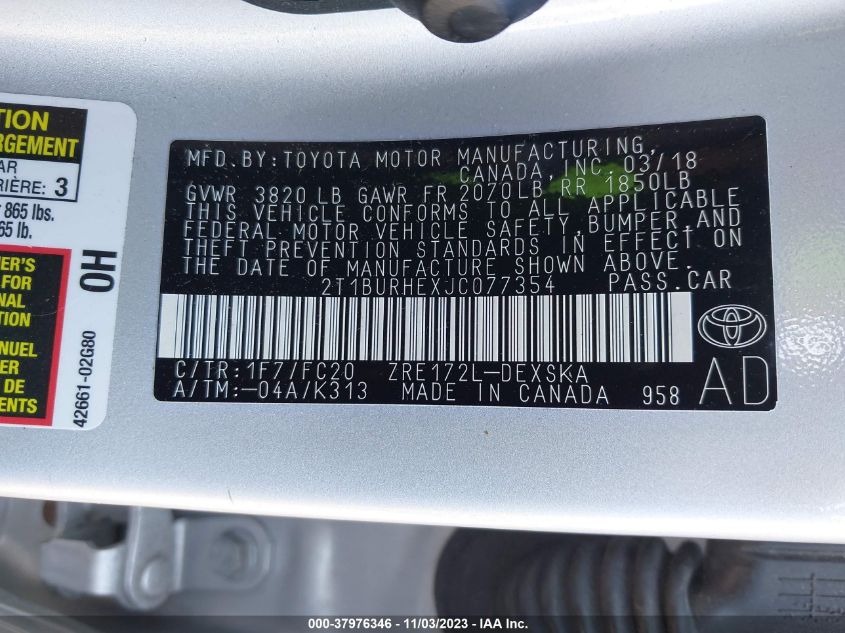 TION
RGEMENT
AR
RIÈRE: 3
865 lbs.
65 lb.
ER'S
FOR
NAL
TION
ANUEL
R DE
ENTS
OH
42661-02G80
MFD. BY: TOYOTA MOTOR MANUFACTURING,
CANADA, INC. 03/18
GVWR 3820 LB GAWR FR 2070LB RR 1850LB
THIS VEHICLE CONFORMS TO ALL APPLICABLE
FEDERAL MOTOR VEHICLE SAFETY, BUMPER, AND
THEFT PREVENTION STANDARDS IN EFFECT ON
THE DATE OF MANUFACTURE SHOWN ABOVE.
2T1BURHEXJC077354 PASS. CAR
C/TR: 1F7/FC20 ZRE172L-DEXSKA
A/TM: -04A/K313 MADE IN CANADA 958
AD
000-37976346 - 11/03/2023 - IAA Inc.